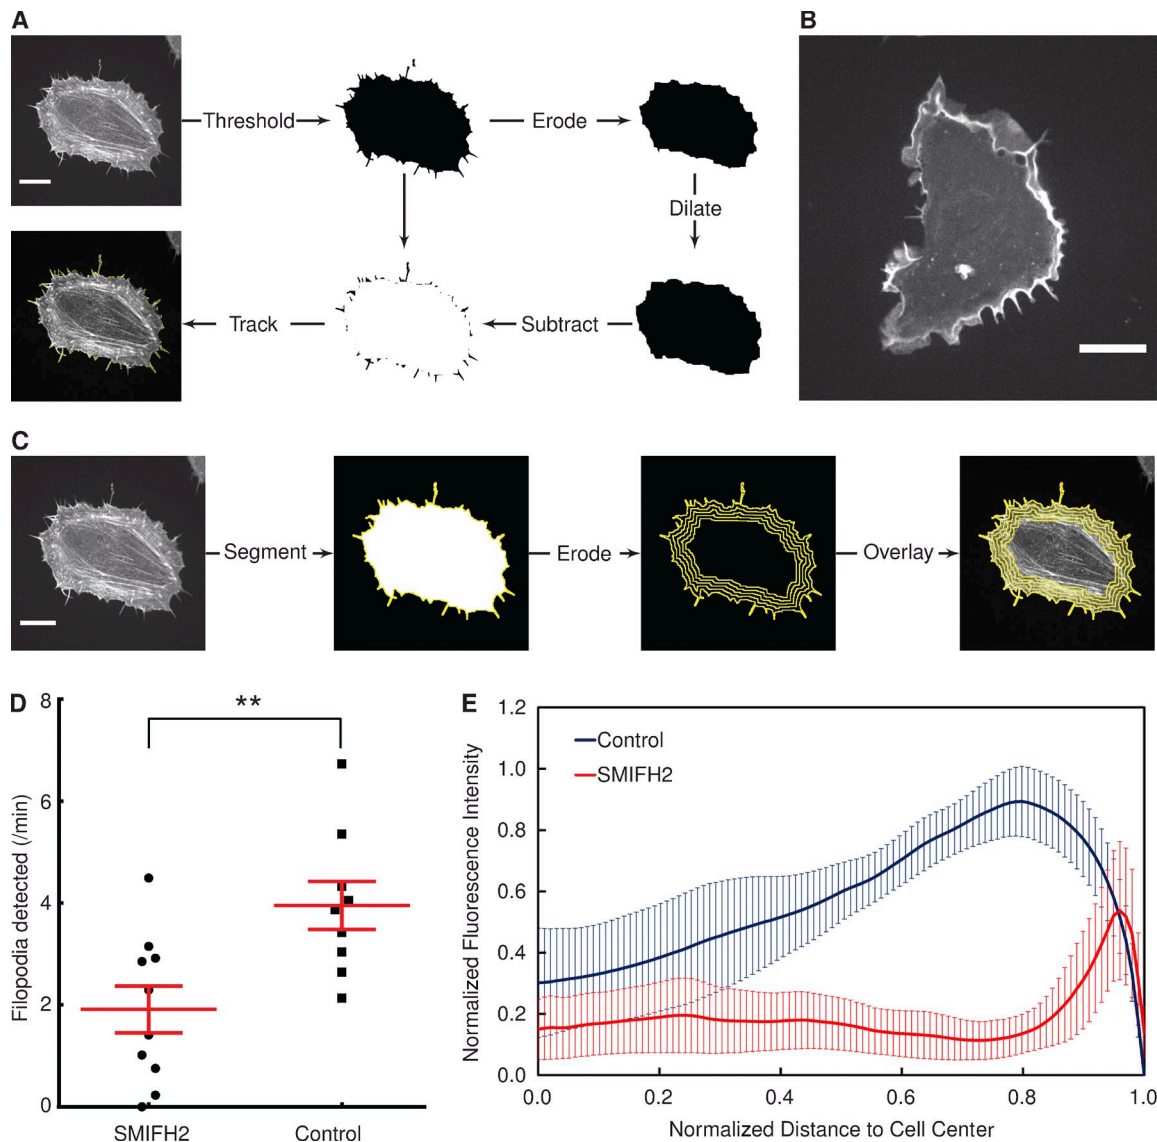 A
B
Threshold
Erode
Dilate
Track
Subtract
C
Segment
Erode
Overlay
D
8
6
4
2
0
Filopodia detected (/min)
**
SMIFH2
Control
E
1.2
1.0
0.8
0.6
0.4
0.2
0.0
Normalized Fluorescence Intensity
Control
SMIFH2
0.0 0.2 0.4 0.6 0.8 1.0
Normalized Distance to Cell Center